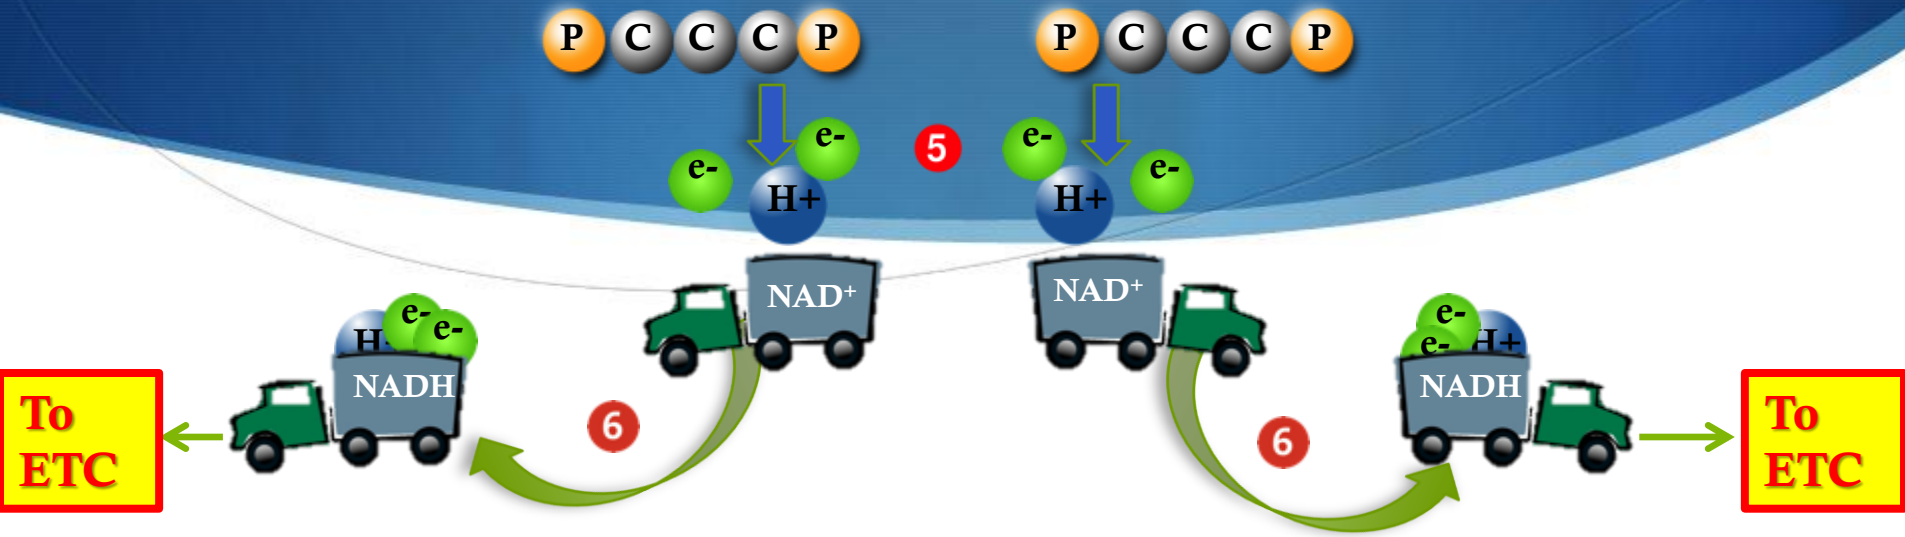 P C C C P
P C C C P
e-
e-
H+
5
e-
e-
H+
NAD+
NAD+
e-
e-
H+
NADH
e-
e-
H+
NADH
6
6
To
ETC
To
ETC